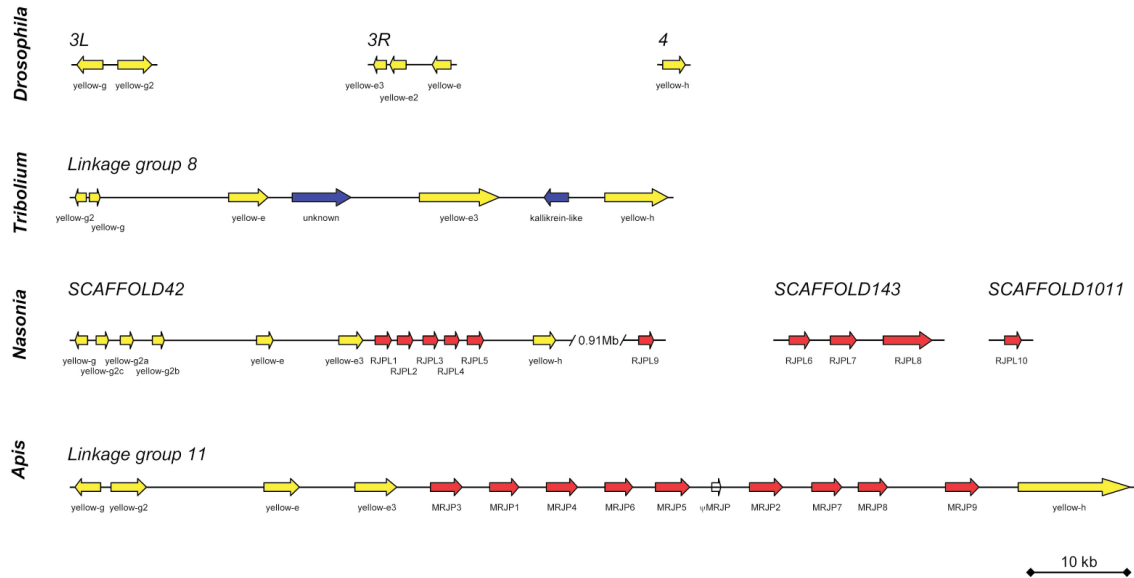 Drosophila
3L
3R
4
yellow-g
yellow-g2
yellow-e3
yellow-e2
yellow-e
yellow-h
Tribolium
Linkage group 8
yellow-g2
yellow-g
yellow-e
unknown
yellow-e3
kallikrein-like
yellow-h
Nasonia
SCAFFOLD42
SCAFFOLD143
SCAFFOLD1011
/ 0.91Mb /
yellow-g
yellow-g2c
yellow-g2a
yellow-g2b
yellow-e
yellow-e3
RJPL1
RJPL2
RJPL3
RJPL4
RJPL5
yellow-h
RJPL9
RJPL6
RJPL7
RJPL8
RJPL10
Apis
Linkage group 11
yellow-g
yellow-g2
yellow-e
yellow-e3
MRJP3
MRJP1
MRJP4
MRJP6
MRJP5
ψMRJP
MRJP2
MRJP7
MRJP8
MRJP9
yellow-h
10 kb